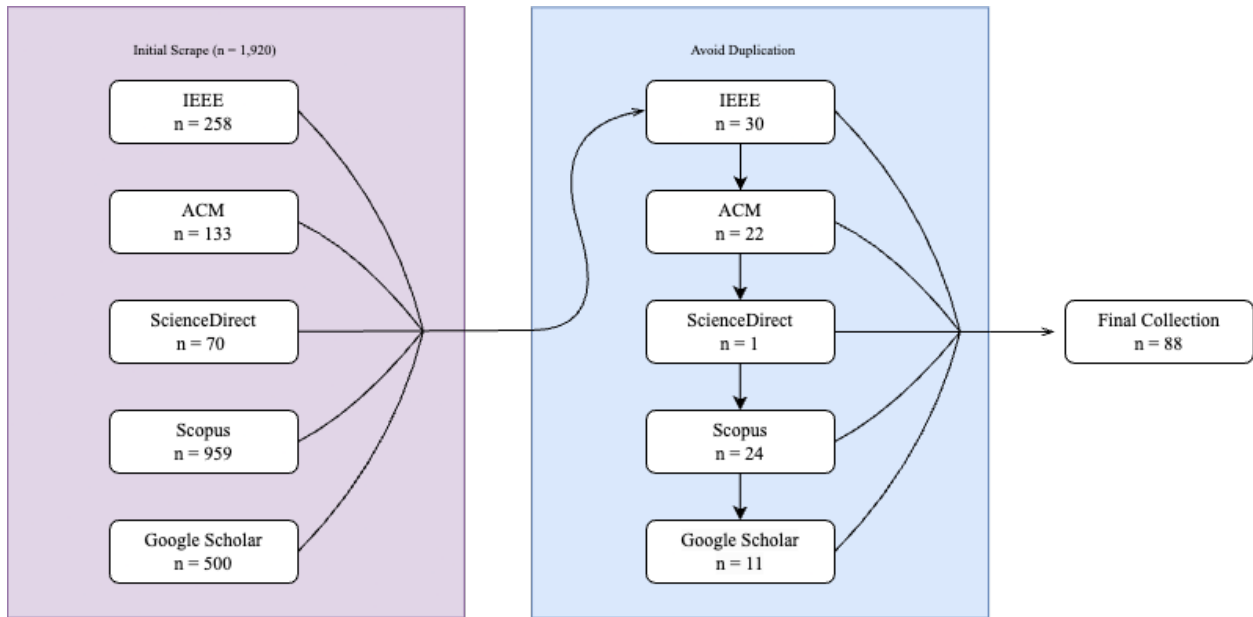 Initial Scrape (n = 1,920)
IEEE
n = 258
ACM
n = 133
ScienceDirect
n = 70
Scopus
n = 959
Google Scholar
n = 500
Avoid Duplication
IEEE
n = 30
ACM
n = 22
ScienceDirect
n = 1
Scopus
n = 24
Google Scholar
n = 11
Final Collection
n = 88